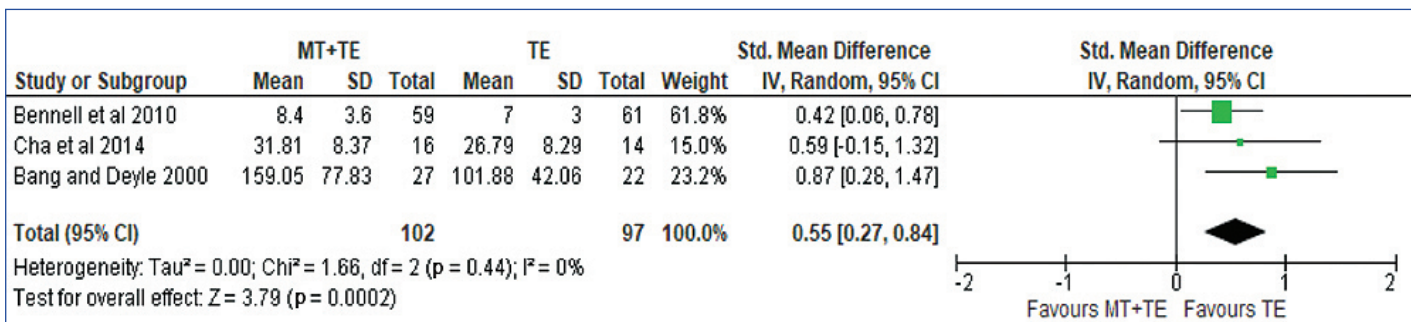 MT+TE TE Std. Mean Difference Std. Mean Difference
Study or Subgroup Mean SD Total Mean SD Total Weight IV, Random, 95% CI IV, Random, 95% CI
Bennell et al 2010 8.4 3.6 59 7 3 61 61.8% 0.42 [0.06, 0.78]
Cha et al 2014 31.81 8.37 16 26.79 8.29 14 15.0% 0.59 [-0.15, 1.32]
Bang and Deyle 2000 159.05 77.83 27 101.88 42.06 22 23.2% 0.87 [0.28, 1.47]
Total (95% CI) 102 97 100.0% 0.55 [0.27, 0.84]
Heterogeneity: Tau² = 0.00; Chi² = 1.66, df = 2 (p = 0.44); I² = 0%
Test for overall effect: Z = 3.79 (p = 0.0002)
-2 -1 0 1 2
Favours MT+TE Favours TE